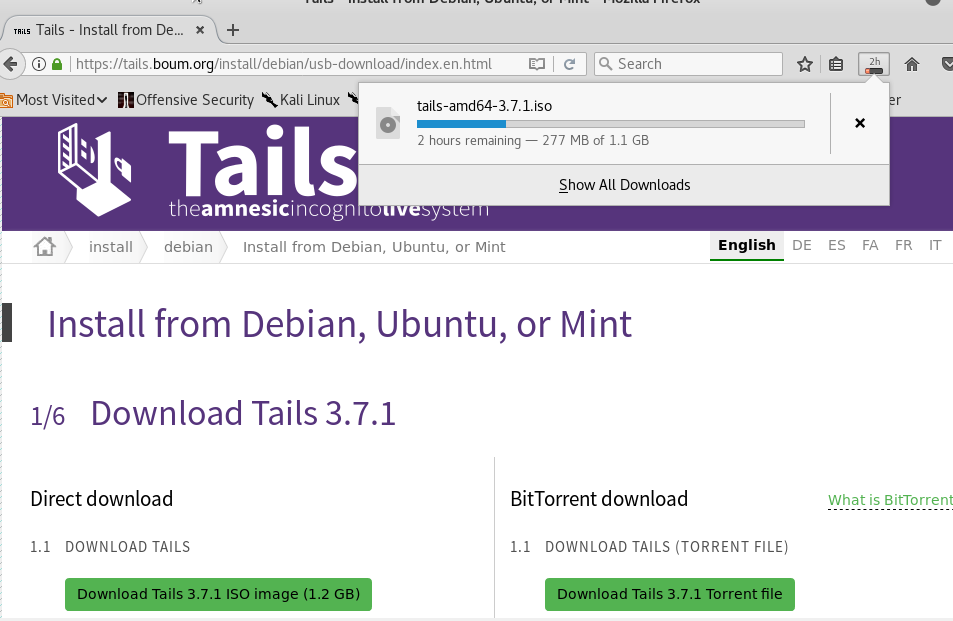 Tails - Install from Debian, Ubuntu, or Mint - Mozilla Firefox
TAILS Tails - Install from De...
https://tails.boum.org/install/debian/usb-download/index.en.html
Search
2h
Most Visited
Offensive Security
Kali Linux
er
tails-amd64-3.7.1.iso
2 hours remaining — 277 MB of 1.1 GB
Show All Downloads
Tails
theamnesicincognitolivesystem
install
debian
Install from Debian, Ubuntu, or Mint
English DE ES FA FR IT
Install from Debian, Ubuntu, or Mint
1/6 Download Tails 3.7.1
Direct download
1.1 DOWNLOAD TAILS
Download Tails 3.7.1 ISO image (1.2 GB)
BitTorrent download
What is BitTorrent
1.1 DOWNLOAD TAILS (TORRENT FILE)
Download Tails 3.7.1 Torrent file